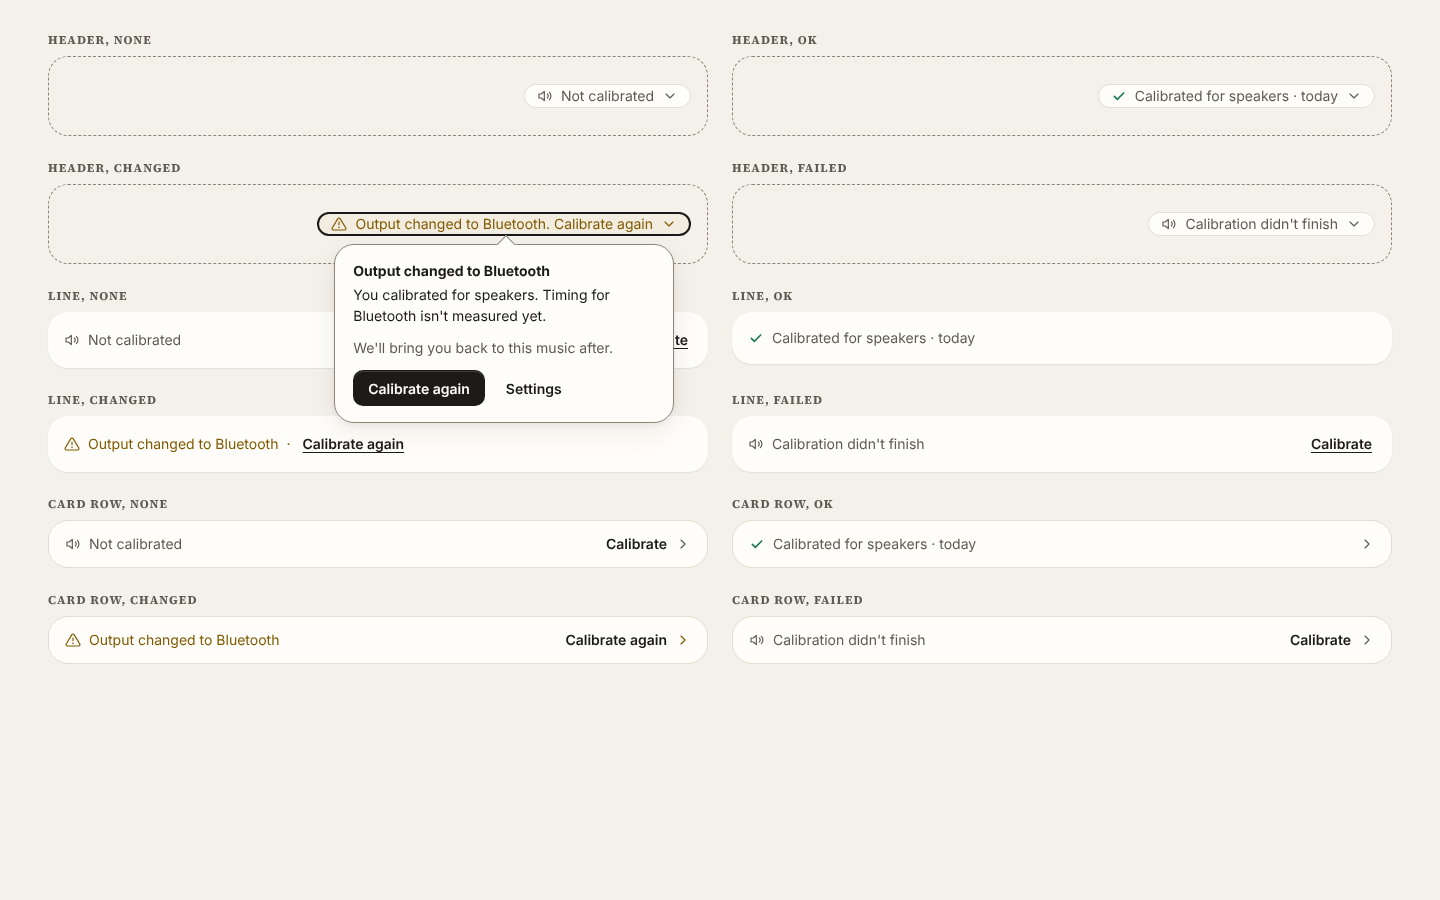 HEADER, NONE
Not calibrated
HEADER, OK
Calibrated for speakers · today
HEADER, CHANGED
Output changed to Bluetooth. Calibrate again
Output changed to Bluetooth
You calibrated for speakers. Timing for
Bluetooth isn't measured yet.
We'll bring you back to this music after.
Calibrate again
Settings
HEADER, FAILED
Calibration didn't finish
LINE, NONE
Not calibrated
te
LINE, OK
Calibrated for speakers · today
LINE, CHANGED
Output changed to Bluetooth · Calibrate again
LINE, FAILED
Calibration didn't finish
Calibrate
CARD ROW, NONE
Not calibrated
Calibrate
CARD ROW, OK
Calibrated for speakers · today
CARD ROW, CHANGED
Output changed to Bluetooth
Calibrate again
CARD ROW, FAILED
Calibration didn't finish
Calibrate